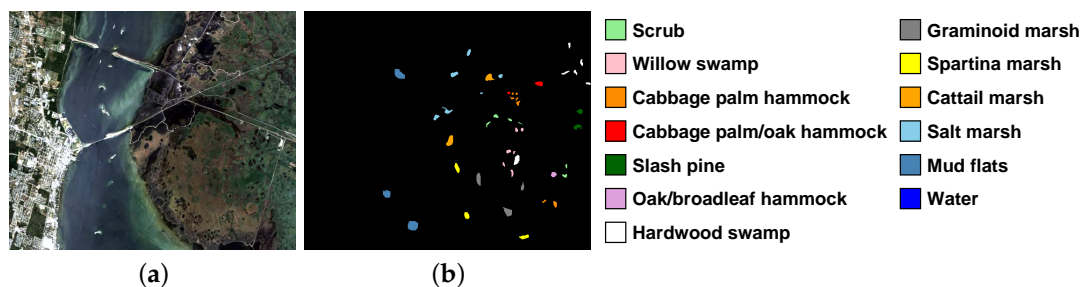 Scrub
Willow swamp
Cabbage palm hammock
Cabbage palm/oak hammock
Slash pine
Oak/broadleaf hammock
Hardwood swamp
Graminoid marsh
Spartina marsh
Cattail marsh
Salt marsh
Mud flats
Water
(a)
(b)